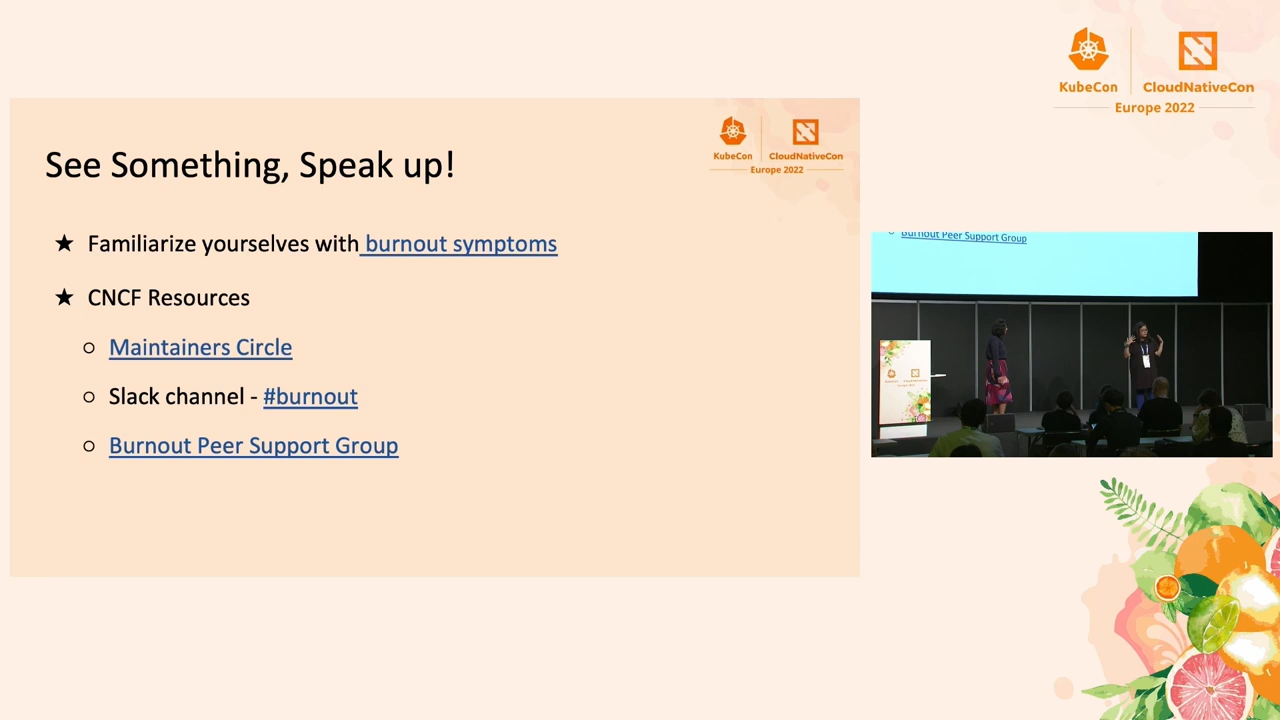 KubeCon
CloudNativeCon
Europe 2022
KubeCon
CloudNativeCon
Europe 2022
See Something, Speak up!
★ Familiarize yourselves with burnout symptoms
★ CNCF Resources
○ Maintainers Circle
○ Slack channel - #burnout
○ Burnout Peer Support Group
Burnout Peer Support Group